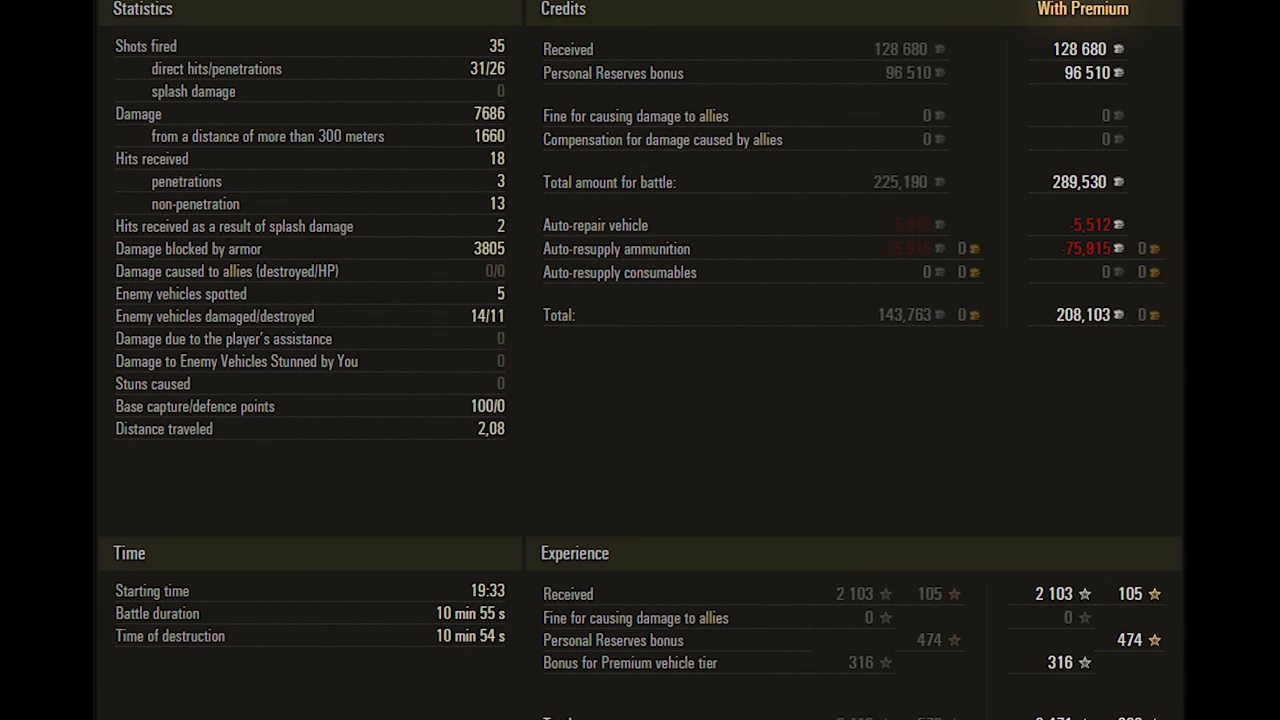 Statistics
Shots fired 35
direct hits/penetrations 31/26
splash damage 0
Damage 7686
from a distance of more than 300 meters 1660
Hits received 18
penetrations 3
non-penetration 13
Hits received as a result of splash damage 2
Damage blocked by armor 3805
Damage caused to allies (destroyed/HP) 0/0
Enemy vehicles spotted 5
Enemy vehicles damaged/destroyed 14/11
Damage due to the player's assistance 0
Damage to Enemy Vehicles Stunned by You 0
Stuns caused 0
Base capture/defence points 100/0
Distance traveled 2,08
Credits With Premium
Received 128 680 128 680
Personal Reserves bonus 96 510 96 510
Fine for causing damage to allies 0 0
Compensation for damage caused by allies 0 0
Total amount for battle: 225,190 289,530
Auto-repair vehicle -5,512 -5,512
Auto-resupply ammunition -75,915 0 -75,915 0
Auto-resupply consumables 0 0 0 0
Total: 143,763 0 208,103 0
Time
Starting time 19:33
Battle duration 10 min 55 s
Time of destruction 10 min 54 s
Experience
Received 2 103 105 2 103 105
Fine for causing damage to allies 0 0
Personal Reserves bonus 474 474
Bonus for Premium vehicle tier 316 316